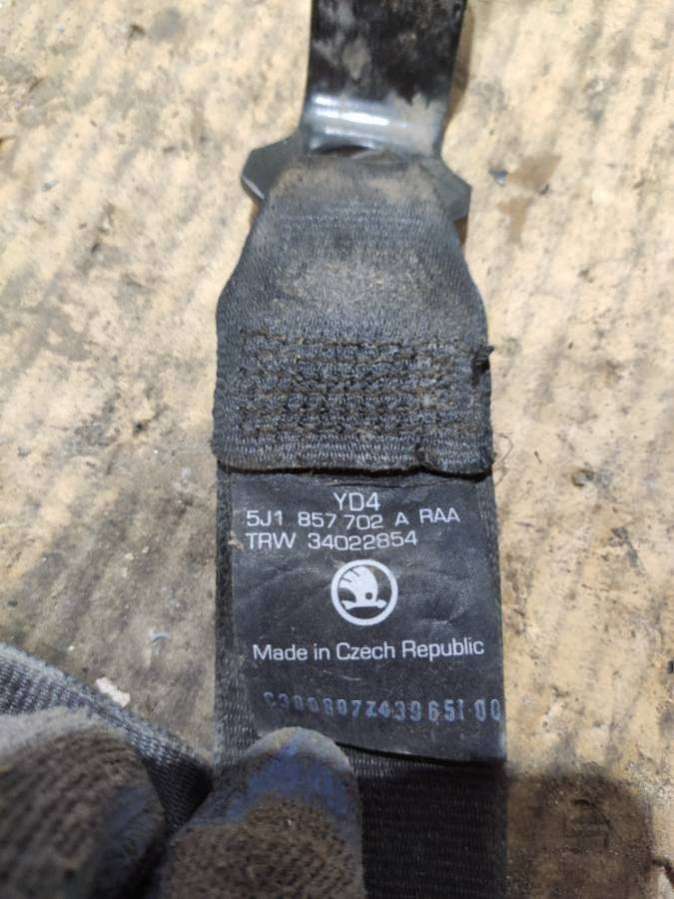 YD4
5J1 857 702 A RAA
TRW 34022854
Made in Czech Republic